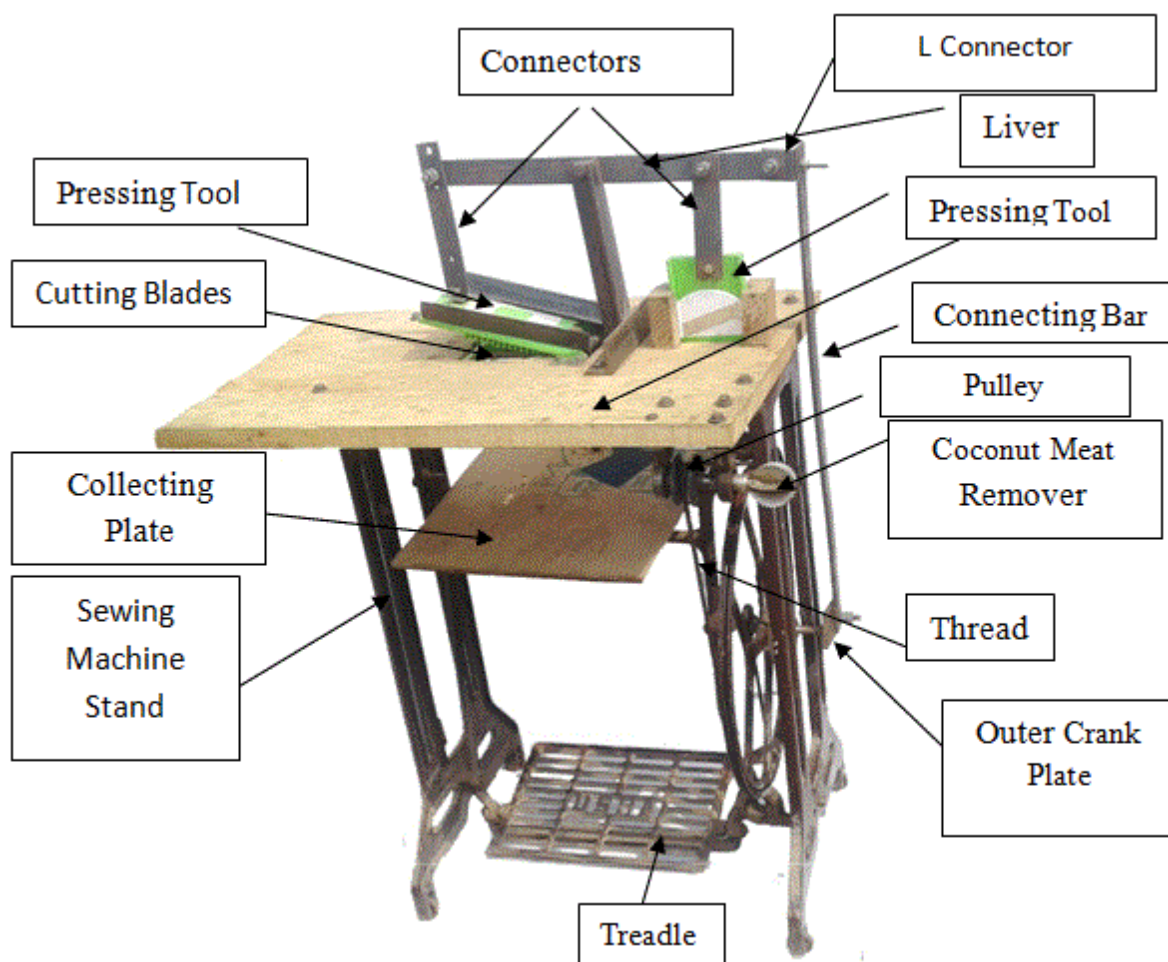 L Connector
Connectors
Liver
Pressing Tool
Pressing Tool
Cutting Blades
Connecting Bar
Pulley
Coconut Meat
Remover
Collecting
Plate
Sewing
Machine
Stand
Thread
Outer Crank
Plate
Treadle